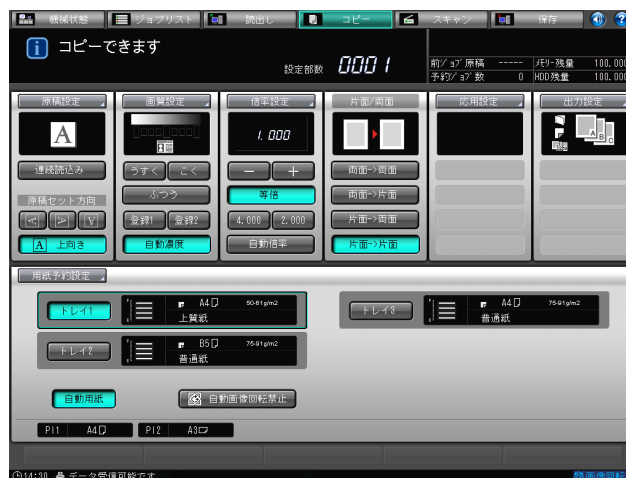 機械状態 ジョブリスト 読出し コピー スキャン 保存
コピーできます
設定部数 0001
前ジョブ原稿 ----- メモリ-残量 100.00
予約ジョブ数 0 HDD残量 100.00
原稿設定 画質設定 倍率設定 片面/両面 応用設定 出力設定
A 1.000 A B C
連続読込み うすく こく - + 両面->両面
原稿セット方向 ふつう 等倍 両面->片面
A A A 登録1 登録2 4.000 2.000 片面->両面
A 上向き 自動濃度 自動倍率 片面->片面
用紙予約設定
トレイ1 A4 50-61g/m2 トレイ3 A4 75-91g/m2
上質紙 普通紙
トレイ2 B5 75-91g/m2
普通紙
自動用紙 自動画像回転禁止
PI1 A4 PI2 A3
14:30 データ受信可能です 画像回転